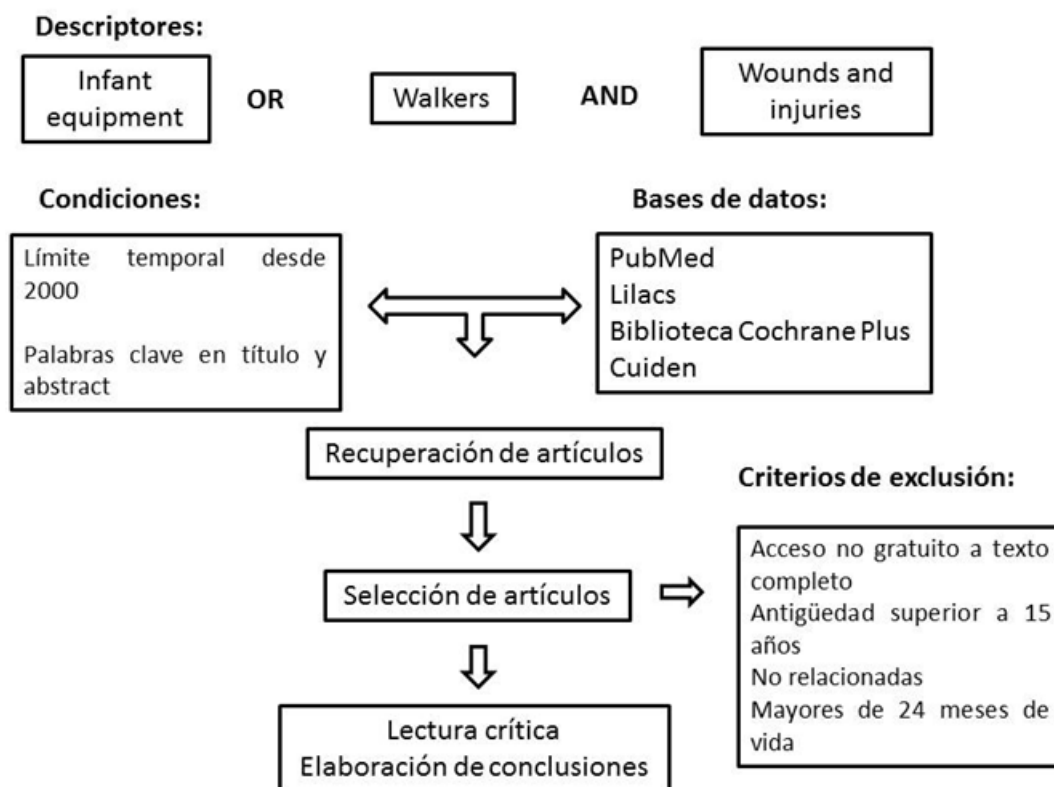 Descriptores:
Infant
equipment
OR
Walkers
AND
Wounds and
injuries
Condiciones:
Límite temporal desde
2000
Palabras clave en título y
abstract
Bases de datos:
PubMed
Lilacs
Biblioteca Cochrane Plus
Cuiden
Recuperación de artículos
Selección de artículos
Criterios de exclusión:
Acceso no gratuito a texto
completo
Antigüedad superior a 15
años
No relacionadas
Mayores de 24 meses de
vida
Lectura crítica
Elaboración de conclusiones